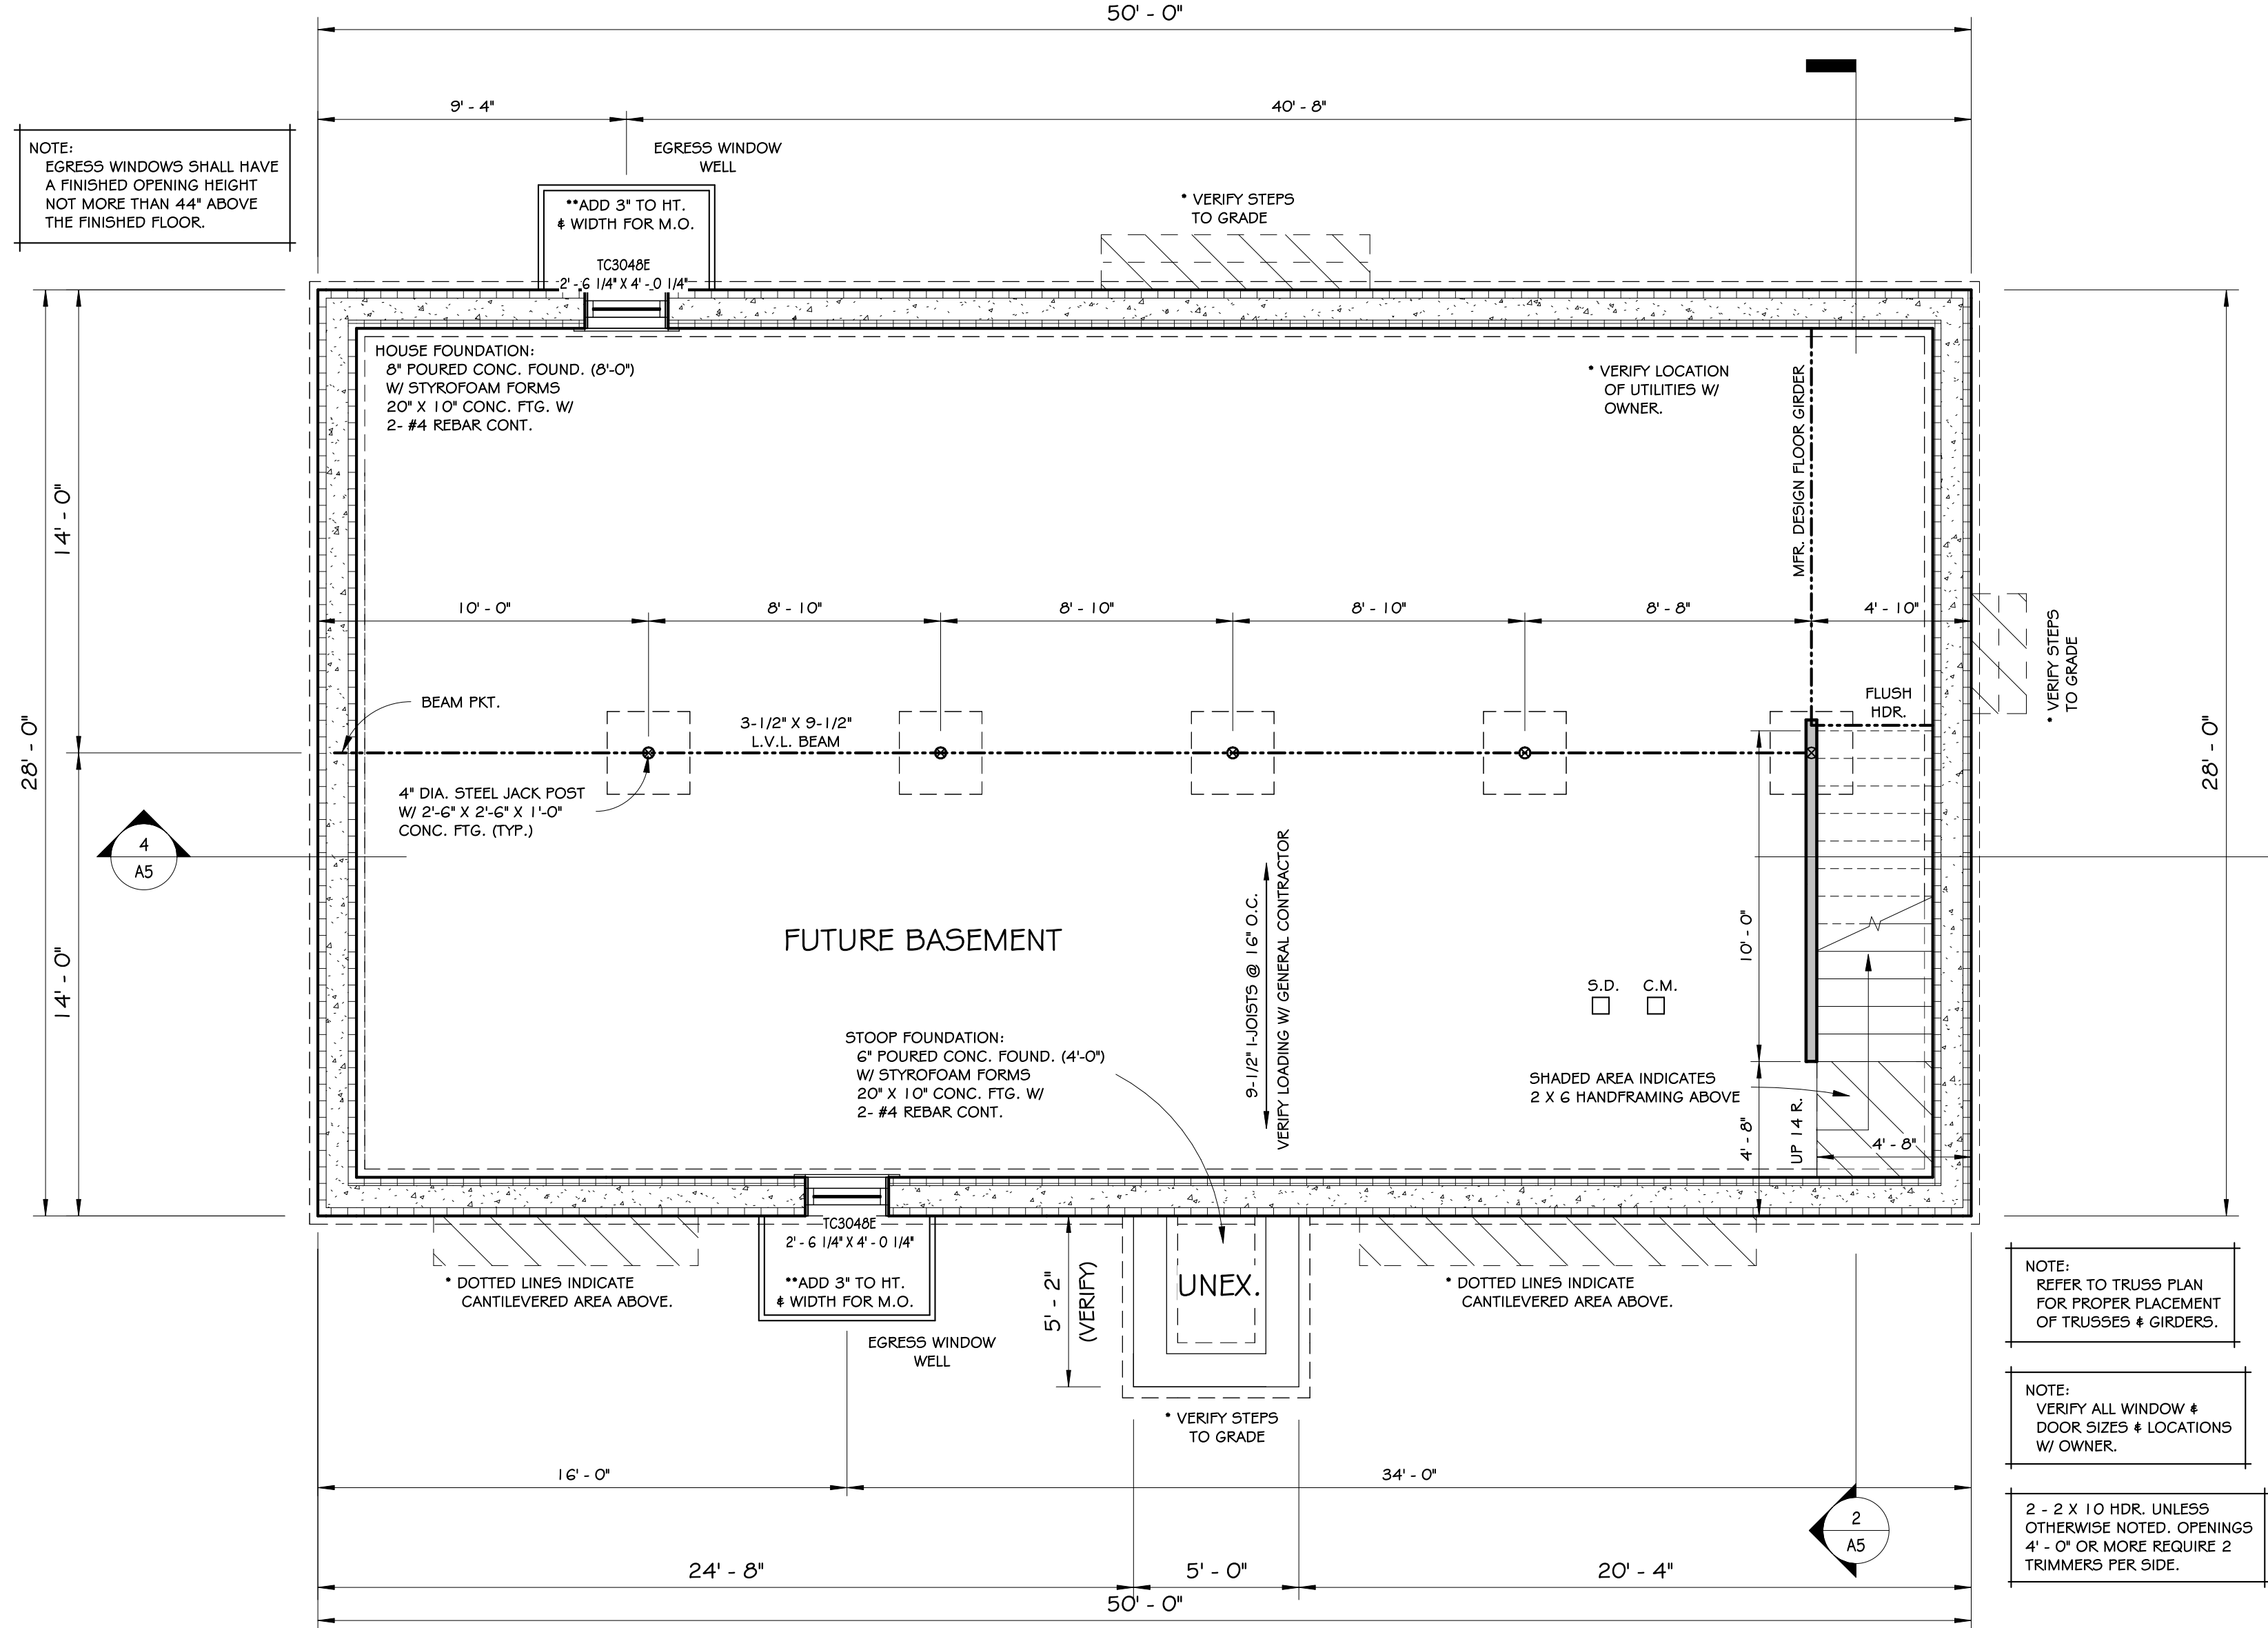 50' - 0"
9' - 4"
40' - 8"
NOTE:
EGRESS WINDOWS SHALL HAVE
A FINISHED OPENING HEIGHT
NOT MORE THAN 44" ABOVE
THE FINISHED FLOOR.
EGRESS WINDOW
WELL
**ADD 3" TO HT.
& WIDTH FOR M.O.
TC3048E
2' - 6 1/4" X 4' - 0 1/4"
* VERIFY STEPS
TO GRADE
HOUSE FOUNDATION:
8" POURED CONC. FOUND. (8'-0")
W/ STYROFOAM FORMS
20" X 10" CONC. FTG. W/
2- #4 REBAR CONT.
* VERIFY LOCATION
OF UTILITIES W/
OWNER.
MFR. DESIGN FLOOR GIRDER
14' - 0"
28' - 0"
14' - 0"
10' - 0"
8' - 10"
8' - 10"
8' - 10"
8' - 8"
4' - 10"
* VERIFY STEPS
TO GRADE
28' - 0"
BEAM PKT.
3-1/2" X 9-1/2"
L.V.L. BEAM
FLUSH
HDR.
4" DIA. STEEL JACK POST
W/ 2'-6" X 2'-6" X 1'-0"
CONC. FTG. (TYP.)
4
A5
FUTURE BASEMENT
9-1/2" I-JOISTS @ 16" O.C.
VERIFY LOADING W/ GENERAL CONTRACTOR
10' - 0"
S.D.
C.M.
STOOP FOUNDATION:
6" POURED CONC. FOUND. (4'-0")
W/ STYROFOAM FORMS
20" X 10" CONC. FTG. W/
2- #4 REBAR CONT.
SHADED AREA INDICATES
2 X 6 HANDFRAMING ABOVE
4' - 8"
UP 14 R.
4' - 8"
TC3048E
2' - 6 1/4" X 4' - 0 1/4"
**ADD 3" TO HT.
& WIDTH FOR M.O.
* DOTTED LINES INDICATE
CANTILEVERED AREA ABOVE.
EGRESS WINDOW
WELL
5' - 2"
(VERIFY)
UNEX.
* DOTTED LINES INDICATE
CANTILEVERED AREA ABOVE.
* VERIFY STEPS
TO GRADE
NOTE:
REFER TO TRUSS PLAN
FOR PROPER PLACEMENT
OF TRUSSES & GIRDERS.
NOTE:
VERIFY ALL WINDOW &
DOOR SIZES & LOCATIONS
W/ OWNER.
2 - 2 X 10 HDR. UNLESS
OTHERWISE NOTED. OPENINGS
4' - 0" OR MORE REQUIRE 2
TRIMMERS PER SIDE.
16' - 0"
34' - 0"
2
A5
24' - 8"
5' - 0"
20' - 4"
50' - 0"